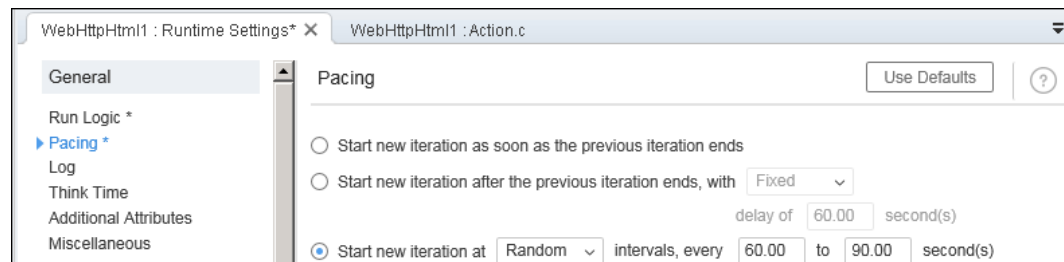 WebHttpHtml1 : Runtime Settings* WebHttpHtml1 : Action.c
General
Run Logic *
Pacing *
Log
Think Time
Additional Attributes
Miscellaneous
Pacing Use Defaults ?
Start new iteration as soon as the previous iteration ends
Start new iteration after the previous iteration ends, with Fixed
delay of 60.00 second(s)
Start new iteration at Random intervals, every 60.00 to 90.00 second(s)